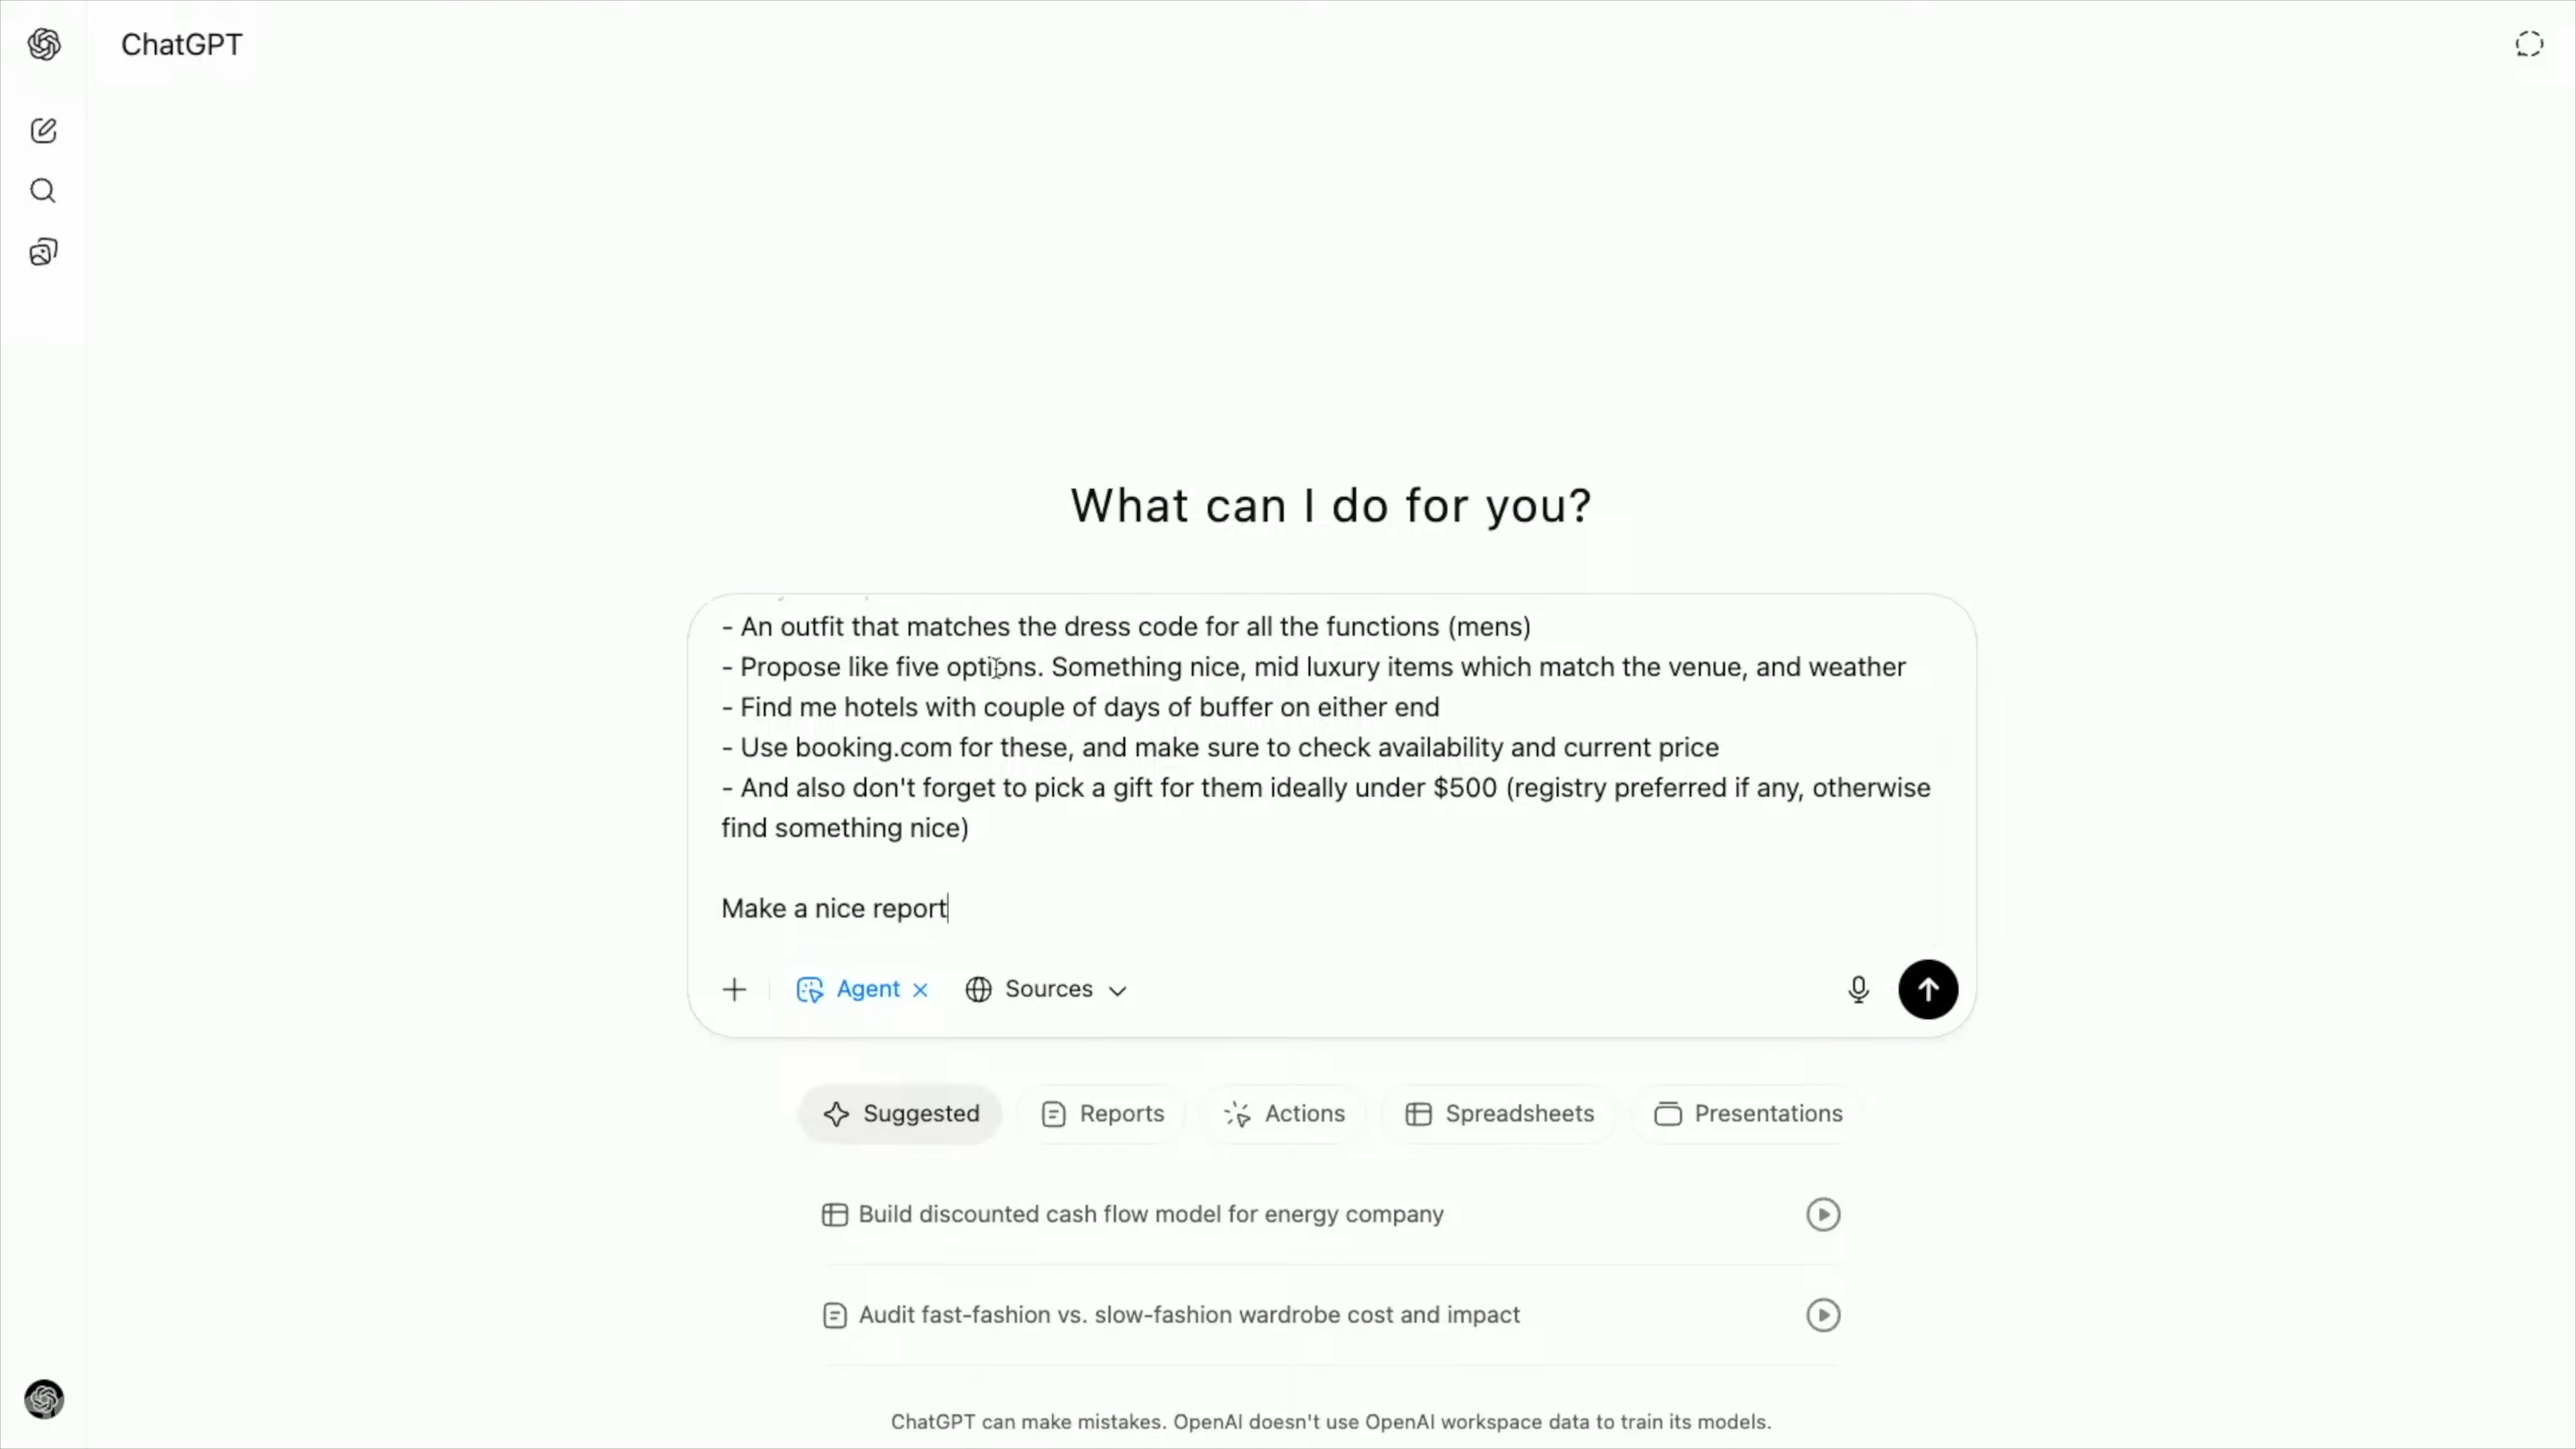 ChatGPT
What can I do for you?
- An outfit that matches the dress code for all the functions (mens)
- Propose like five options. Something nice, mid luxury items which match the venue, and weather
- Find me hotels with couple of days of buffer on either end
- Use booking.com for these, and make sure to check availability and current price
- And also don't forget to pick a gift for them ideally under $500 (registry preferred if any, otherwise
find something nice)
Make a nice report
Agent Sources
Suggested Reports Actions Spreadsheets Presentations
Build discounted cash flow model for energy company
Audit fast-fashion vs. slow-fashion wardrobe cost and impact
ChatGPT can make mistakes. OpenAI doesn't use OpenAI workspace data to train its models.